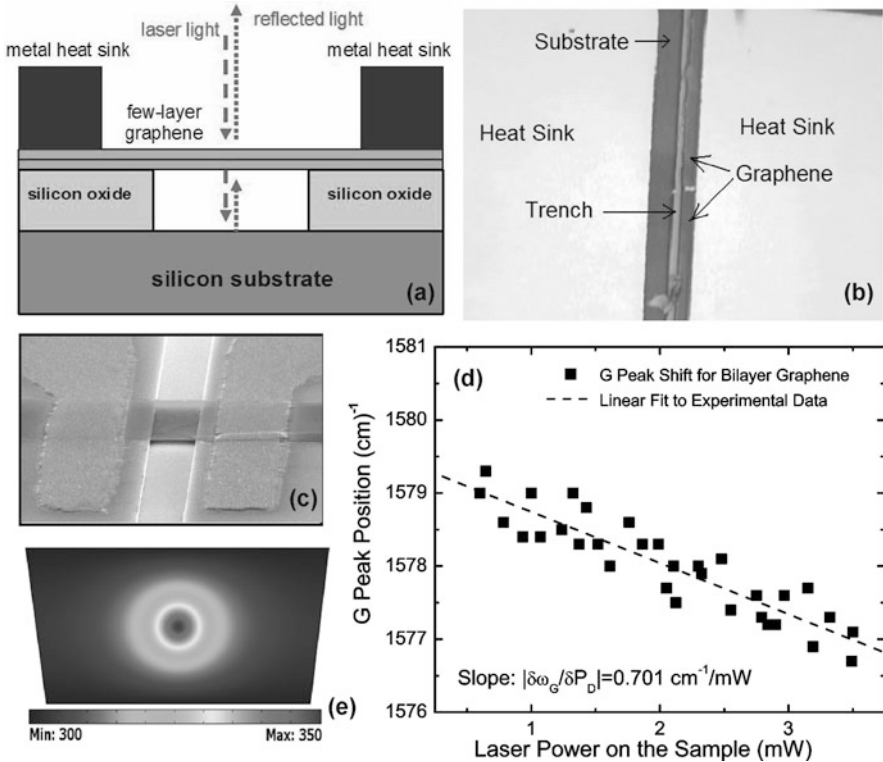 laser light
reflected light
metal heat sink
metal heat sink
few-layer
graphene
silicon oxide
silicon oxide
silicon substrate
(a)
Substrate
Heat Sink
Heat Sink
Graphene
Trench
(b)
(c)
Min: 300
Max: 350
(e)
(d)
G Peak Shift for Bilayer Graphene
Linear Fit to Experimental Data
G Peak Position (cm)⁻¹
1581
1580
1579
1578
1577
1576
Slope: |δω_G/δP_D|=0.701 cm⁻¹/mW
1 2 3
Laser Power on the Sample (mW)